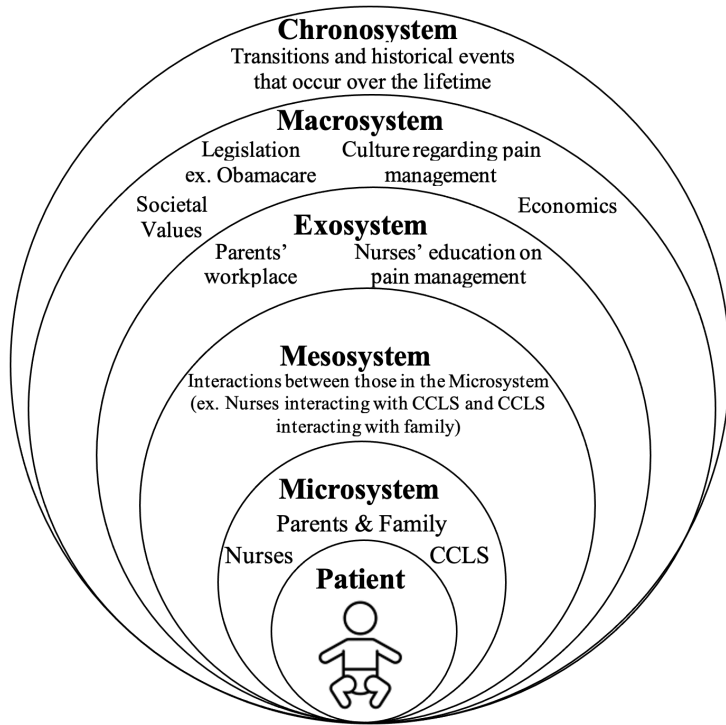 Chronosystem
Transitions and historical events
that occur over the lifetime
Macrosystem
Legislation
ex. Obamacare
Culture regarding pain
management
Societal
Values
Economics
Exosystem
Parents'
workplace
Nurses' education on
pain management
Mesosystem
Interactions between those in the Microsystem
(ex. Nurses interacting with CCLS and CCLS
interacting with family)
Microsystem
Parents & Family
Nurses
CCLS
Patient